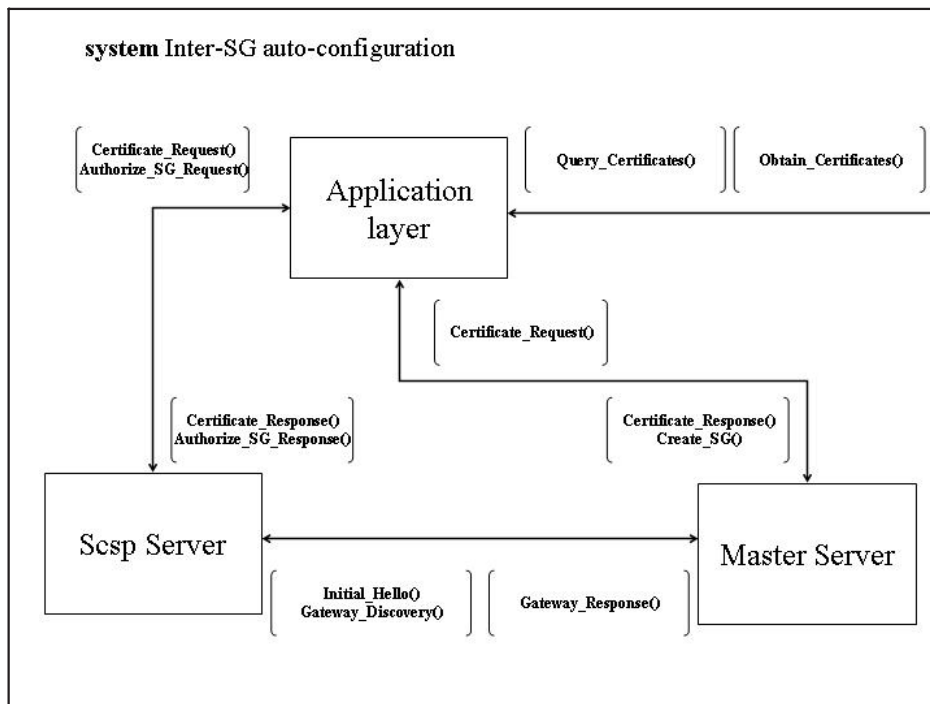 system Inter-SG auto-configuration
Certificate_Request()
Authorize_SG_Request()
Query_Certificates()
Obtain_Certificates()
Application
layer
Certificate_Request()
Certificate_Response()
Authorize_SG_Response()
Certificate_Response()
Create_SG()
Scsp Server
Master Server
Initial_Hello()
Gateway_Discovery()
Gateway_Response()